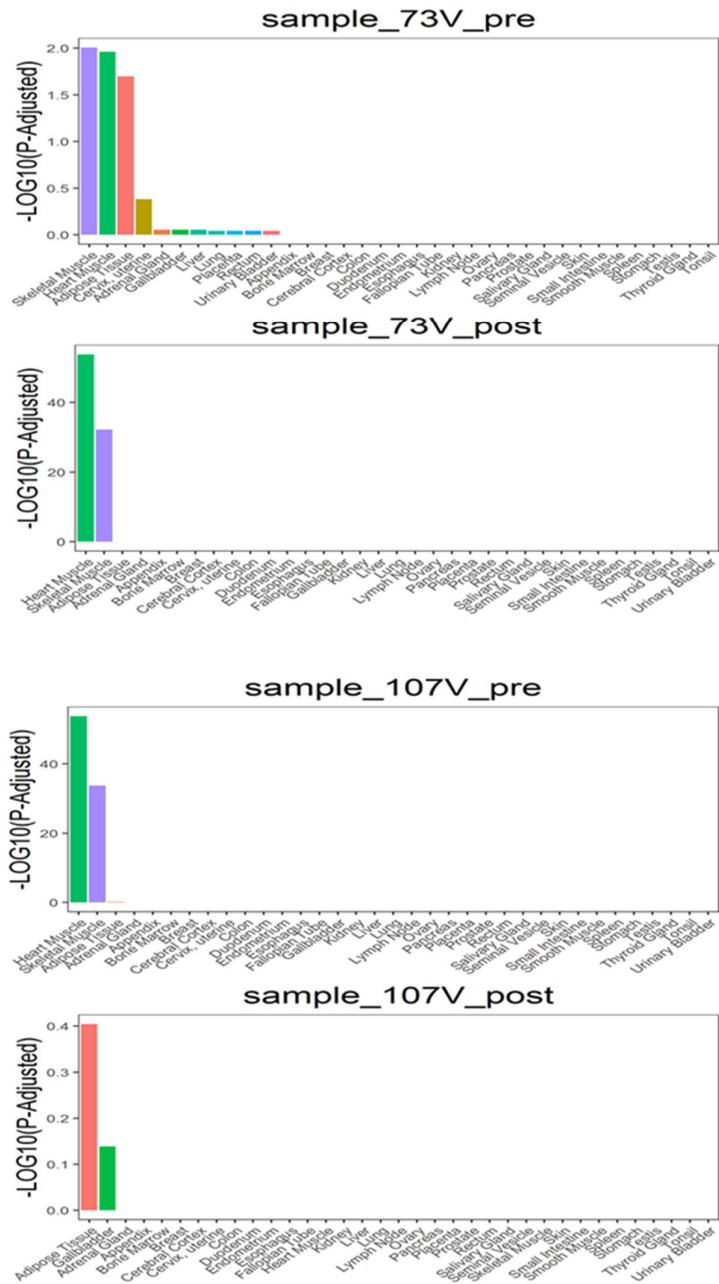 sample_73V_pre
-LOG10(P-Adjusted)
2.0
1.5
1.0
0.5
0.0
Skeletal Muscle
Heart Muscle
Adipose Tissue
Cervix, uterine
Adrenal Gland
Gallbladder
Liver
Lung
Placenta
Rectum
Urinary Bladder
Appendix
Bone Marrow
Breast
Cerebral Cortex
Colon
Duodenum
Endometrium
Esophagus
Fallopian Tube
Kidney
Lymph Node
Ovary
Pancreas
Prostate
Salivary Gland
Seminal Vesicle
Skin
Small Intestine
Smooth Muscle
Spleen
Stomach
Testis
Thyroid Gland
Tonsil
sample_73V_post
-LOG10(P-Adjusted)
40
20
0
Heart Muscle
Skeletal Muscle
Adipose Tissue
Adrenal Gland
Appendix
Bone Marrow
Breast
Cerebral Cortex
Cervix, uterine
Colon
Duodenum
Endometrium
Esophagus
Fallopian Tube
Gallbladder
Kidney
Liver
Lung
Lymph Node
Ovary
Pancreas
Placenta
Prostate
Rectum
Salivary Gland
Seminal Vesicle
Skin
Small Intestine
Smooth Muscle
Spleen
Stomach
Testis
Thyroid Gland
Tonsil
Urinary Bladder
sample_107V_pre
-LOG10(P-Adjusted)
40
20
0
Heart Muscle
Skeletal Muscle
Adipose Tissue
Adrenal Gland
Appendix
Bone Marrow
Breast
Cerebral Cortex
Cervix, uterine
Colon
Duodenum
Endometrium
Esophagus
Fallopian Tube
Gallbladder
Kidney
Liver
Lung
Lymph Node
Ovary
Pancreas
Placenta
Prostate
Rectum
Salivary Gland
Seminal Vesicle
Skin
Small Intestine
Smooth Muscle
Spleen
Stomach
Testis
Thyroid Gland
Tonsil
Urinary Bladder
sample_107V_post
-LOG10(P-Adjusted)
0.4
0.3
0.2
0.1
0.0
Adipose Tissue
Gallbladder
Adrenal Gland
Appendix
Bone Marrow
Breast
Cerebral Cortex
Cervix, uterine
Colon
Duodenum
Endometrium
Esophagus
Fallopian Tube
Heart Muscle
Kidney
Liver
Lung
Lymph Node
Ovary
Pancreas
Placenta
Prostate
Rectum
Salivary Gland
Seminal Vesicle
Skeletal Muscle
Skin
Small Intestine
Smooth Muscle
Spleen
Stomach
Testis
Thyroid Gland
Tonsil
Urinary Bladder